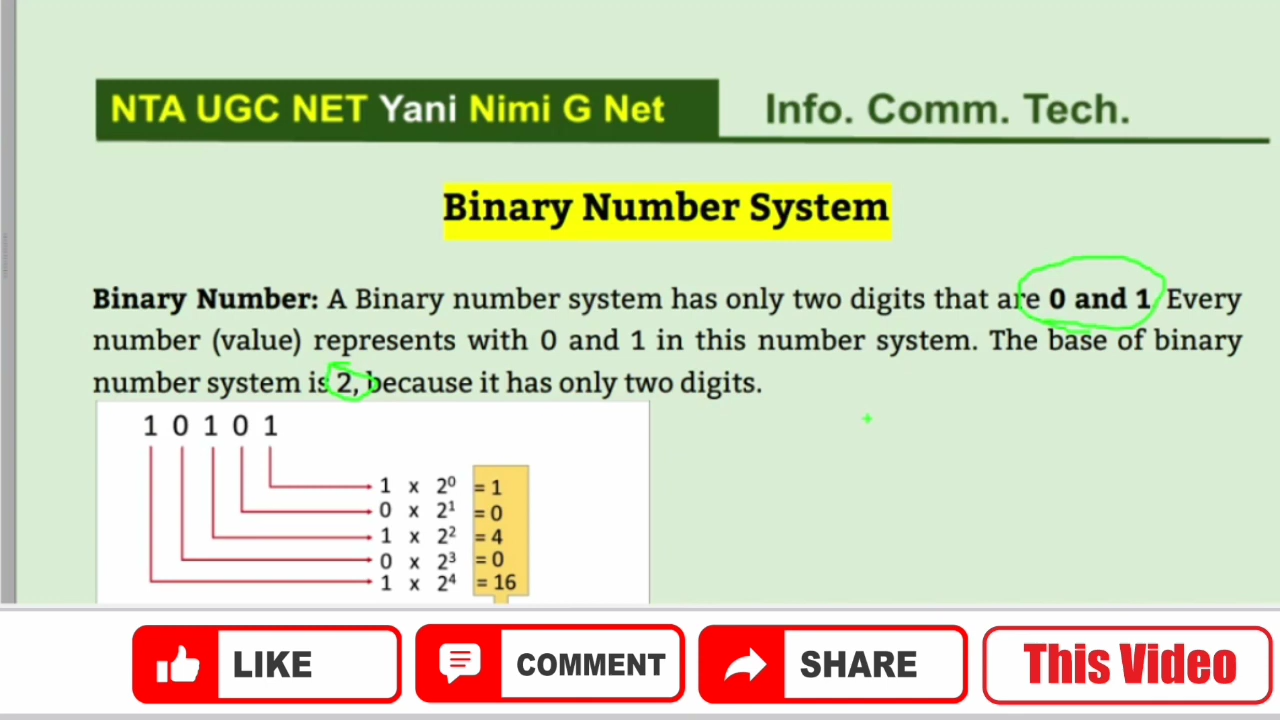 NTA UGC NET Yani Nimi G Net Info. Comm. Tech.
Binary Number System
Binary Number: A Binary number system has only two digits that are 0 and 1 Every
number (value) represents with 0 and 1 in this number system. The base of binary
number system is 2, because it has only two digits.
1 0 1 0 1
1 x 2⁰ = 1
0 x 2¹ = 0
1 x 2² = 4
0 x 2³ = 0
1 x 2⁴ = 16
LIKE COMMENT SHARE This Video